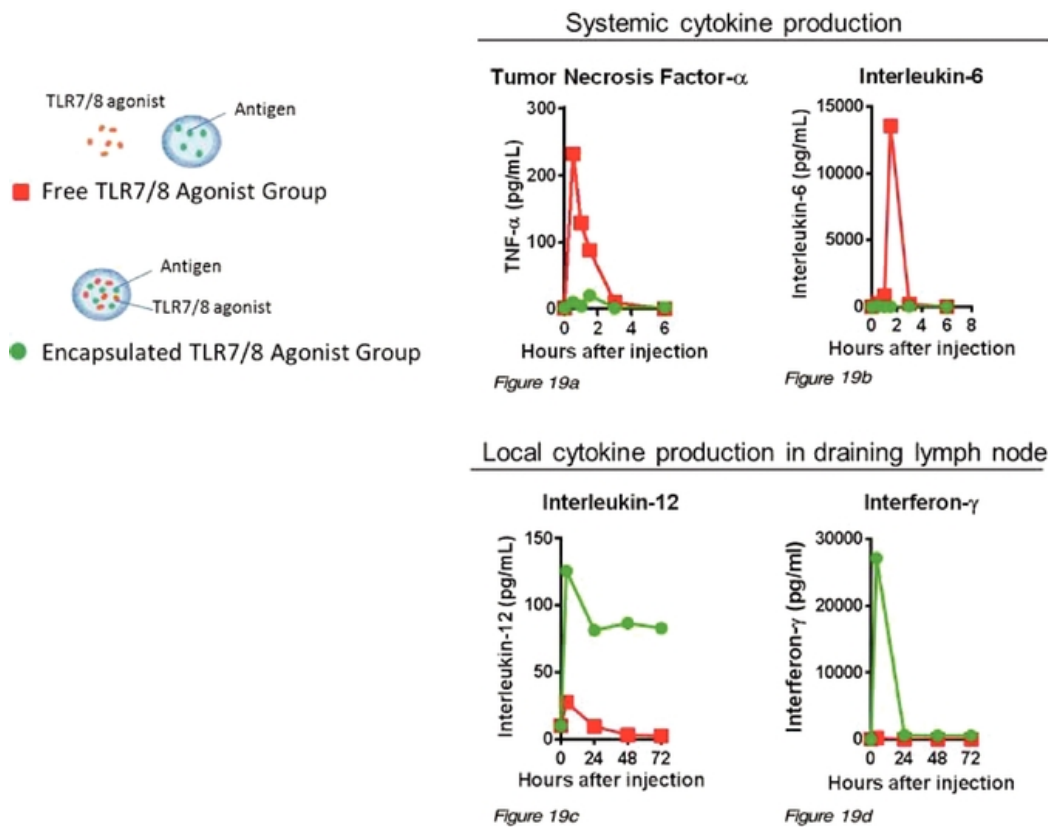 Systemic cytokine production
TLR7/8 agonist
Antigen
Free TLR7/8 Agonist Group
Antigen
TLR7/8 agonist
Encapsulated TLR7/8 Agonist Group
Tumor Necrosis Factor-α
TNF-α (pg/mL)
300
200
100
0
0 2 4 6
Hours after injection
Figure 19a
Interleukin-6
Interleukin-6 (pg/mL)
15000
10000
5000
0
0 2 4 6 8
Hours after injection
Figure 19b
Local cytokine production in draining lymph node
Interleukin-12
Interleukin-12 (pg/mL)
150
100
50
0
0 24 48 72
Hours after injection
Figure 19c
Interferon-γ
Interferon-γ (pg/ml)
30000
20000
10000
0
0 24 48 72
Hours after injection
Figure 19d